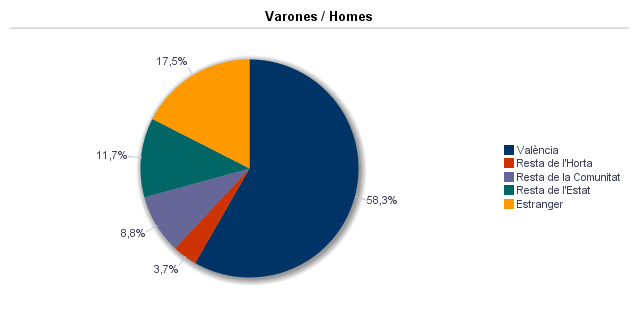 Varones / Homes
17,5%
11,7%
58,3%
8,8%
3,7%
València
Resta de l'Horta
Resta de la Comunitat
Resta de l'Estat
Estranger